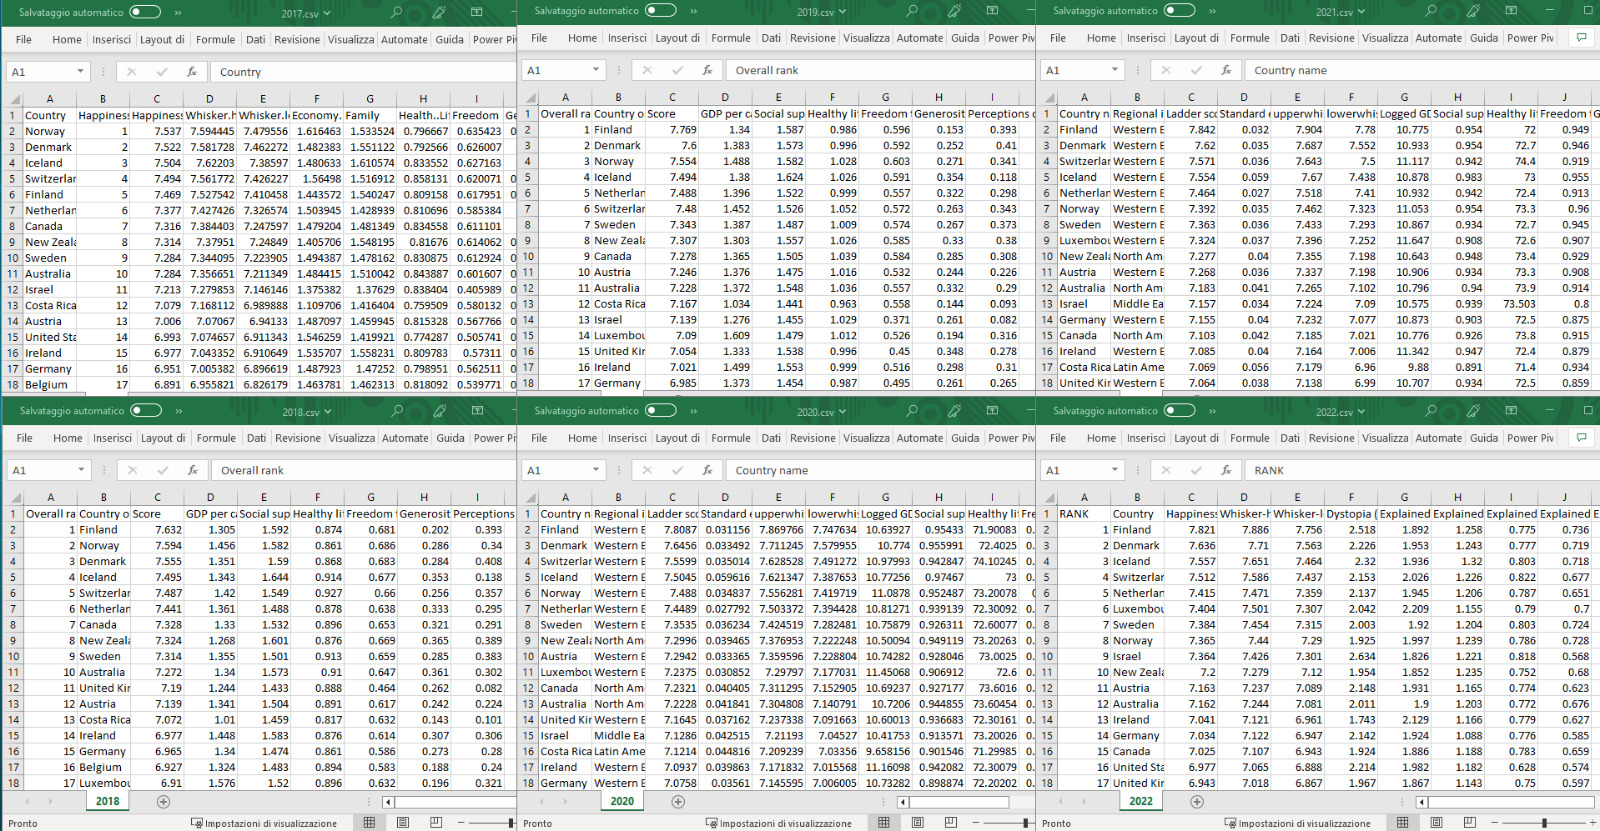 Salvataggio automatico 2017.csv
File Home Inserisci Layout di Formule Dati Revisione Visualizza Automate Guida Power Piv
A1 fx Country
A B C D E F G H I
1 Country Happiness Happiness Whisker.h Whisker.lo Economy. Family Health..Lif Freedom Ge
2 Norway 1 7.537 7.594445 7.479556 1.616463 1.533524 0.796667 0.635423
3 Denmark 2 7.522 7.581728 7.462272 1.482383 1.551122 0.792566 0.626007
4 Iceland 3 7.504 7.62203 7.38597 1.480633 1.610574 0.833552 0.627163
5 Switzerlar 4 7.494 7.561772 7.426227 1.56498 1.516912 0.858131 0.620071
6 Finland 5 7.469 7.527542 7.410458 1.443572 1.540247 0.809158 0.617951
7 Netherlar 6 7.377 7.427426 7.326574 1.503945 1.428939 0.810696 0.585384
8 Canada 7 7.316 7.384403 7.247597 1.479204 1.481349 0.834558 0.611101
9 New Zeala 8 7.314 7.37951 7.24849 1.405706 1.548195 0.81676 0.614062
10 Sweden 9 7.284 7.344095 7.223905 1.494387 1.478162 0.830875 0.612924
11 Australia 10 7.284 7.356651 7.211349 1.484415 1.510042 0.843887 0.601607
12 Israel 11 7.213 7.279853 7.146146 1.375382 1.37629 0.838404 0.405989
13 Costa Rica 12 7.079 7.168112 6.989888 1.109706 1.416404 0.759509 0.580132
14 Austria 13 7.006 7.07067 6.94133 1.487097 1.459945 0.815328 0.567766
15 United Sta 14 6.993 7.074657 6.911343 1.546259 1.419921 0.774287 0.505741
16 Ireland 15 6.977 7.043352 6.910649 1.535707 1.558231 0.809783 0.57311
17 Germany 16 6.951 7.005382 6.896619 1.487923 1.47252 0.798951 0.562511
18 Belgium 17 6.891 6.955821 6.826179 1.463781 1.462313 0.818092 0.539771
Salvataggio automatico 2019.csv
File Home Inserisci Layout di Formule Dati Revisione Visualizza Automate Guida Power Piv
A1 fx Overall rank
A B C D E F G H I
1 Overall ra Country o Score GDP per ca Social sup Healthy lif Freedom t Generosit Perceptions o
2 1 Finland 7.769 1.34 1.587 0.986 0.596 0.153 0.393
3 2 Denmark 7.6 1.383 1.573 0.996 0.592 0.252 0.41
4 3 Norway 7.554 1.488 1.582 1.028 0.603 0.271 0.341
5 4 Iceland 7.494 1.38 1.624 1.026 0.591 0.354 0.118
6 5 Netherlar 7.488 1.396 1.522 0.999 0.557 0.322 0.298
7 6 Switzerlar 7.48 1.452 1.526 1.052 0.572 0.263 0.343
8 7 Sweden 7.343 1.387 1.487 1.009 0.574 0.267 0.373
9 8 New Zeala 7.307 1.303 1.557 1.026 0.585 0.33 0.38
10 9 Canada 7.278 1.365 1.505 1.039 0.584 0.285 0.308
11 10 Austria 7.246 1.376 1.475 1.016 0.532 0.244 0.226
12 11 Australia 7.228 1.372 1.548 1.036 0.557 0.332 0.29
13 12 Costa Rica 7.167 1.034 1.441 0.963 0.558 0.144 0.093
14 13 Israel 7.139 1.276 1.455 1.029 0.371 0.261 0.082
15 14 Luxembou 7.09 1.609 1.479 1.012 0.526 0.194 0.316
16 15 United Kir 7.054 1.333 1.538 0.996 0.45 0.348 0.278
17 16 Ireland 7.021 1.499 1.553 0.999 0.516 0.298 0.31
18 17 Germany 6.985 1.373 1.454 0.987 0.495 0.261 0.265
Salvataggio automatico 2021.csv
File Home Inserisci Layout di Formule Dati Revisione Visualizza Automate Guida Power Piv
A1 fx Country name
A B C D E F G H I J
1 Country n Regional i Ladder sco Standard e upperwhis lowerwhis Logged GD Social sup Healthy lif Freedom t G
2 Finland Western E 7.842 0.032 7.904 7.78 10.775 0.954 72 0.949
3 Denmark Western E 7.62 0.035 7.687 7.552 10.933 0.954 72.7 0.946
4 Switzerlar Western E 7.571 0.036 7.643 7.5 11.117 0.942 74.4 0.919
5 Iceland Western E 7.554 0.059 7.67 7.438 10.878 0.983 73 0.955
6 Netherlar Western E 7.464 0.027 7.518 7.41 10.932 0.942 72.4 0.913
7 Norway Western E 7.392 0.035 7.462 7.323 11.053 0.954 73.3 0.96
8 Sweden Western E 7.363 0.036 7.433 7.293 10.867 0.934 72.7 0.945
9 Luxembou Western E 7.324 0.037 7.396 7.252 11.647 0.908 72.6 0.907
10 New Zeala North Am 7.277 0.04 7.355 7.198 10.643 0.948 73.4 0.929
11 Austria Western E 7.268 0.036 7.337 7.198 10.906 0.934 73.3 0.908
12 Australia North Am 7.183 0.041 7.265 7.102 10.796 0.94 73.9 0.914
13 Israel Middle Ea 7.157 0.034 7.224 7.09 10.575 0.939 73.503 0.8
14 Germany Western E 7.155 0.04 7.232 7.077 10.873 0.903 72.5 0.875
15 Canada North Am 7.103 0.042 7.185 7.021 10.776 0.926 73.8 0.915
16 Ireland Western E 7.085 0.04 7.164 7.006 11.342 0.947 72.4 0.879
17 Costa Rica Latin Ame 7.069 0.056 7.179 6.96 9.88 0.891 71.4 0.934
18 United Kir Western E 7.064 0.038 7.138 6.99 10.707 0.934 72.5 0.859
Salvataggio automatico 2018.csv
File Home Inserisci Layout di Formule Dati Revisione Visualizza Automate Guida Power Pi
A1 fx Overall rank
A B C D E F G H I
1 Overall ra Country o Score GDP per ca Social sup Healthy lif Freedom t Generosit Perceptions
2 1 Finland 7.632 1.305 1.592 0.874 0.681 0.202 0.393
3 2 Norway 7.594 1.456 1.582 0.861 0.686 0.286 0.34
4 3 Denmark 7.555 1.351 1.59 0.868 0.683 0.284 0.408
5 4 Iceland 7.495 1.343 1.644 0.914 0.677 0.353 0.138
6 5 Switzerlar 7.487 1.42 1.549 0.927 0.66 0.256 0.357
7 6 Netherlar 7.441 1.361 1.488 0.878 0.638 0.333 0.295
8 7 Canada 7.328 1.33 1.532 0.896 0.653 0.321 0.291
9 8 New Zeala 7.324 1.268 1.601 0.876 0.669 0.365 0.389
10 9 Sweden 7.314 1.355 1.501 0.913 0.659 0.285 0.383
11 10 Australia 7.272 1.34 1.573 0.91 0.647 0.361 0.302
12 11 United Kir 7.19 1.244 1.433 0.888 0.464 0.262 0.082
13 12 Austria 7.139 1.341 1.504 0.891 0.617 0.242 0.224
14 13 Costa Rica 7.072 1.01 1.459 0.817 0.632 0.143 0.101
15 14 Ireland 6.977 1.448 1.583 0.876 0.614 0.307 0.306
16 15 Germany 6.965 1.34 1.474 0.861 0.586 0.273 0.28
17 16 Belgium 6.927 1.324 1.483 0.894 0.583 0.188 0.24
18 17 Luxembou 6.91 1.576 1.52 0.896 0.632 0.196 0.321
2018
Pronto Impostazioni di visualizzazione
Salvataggio automatico 2020.csv
File Home Inserisci Layout di Formule Dati Revisione Visualizza Automate Guida Power Piv
A1 fx Country name
A B C D E F G H I
1 Country n Regional i Ladder sco Standard e upperwhis lowerwhis Logged GD Social sup Healthy lif Fre
2 Finland Western E 7.8087 0.031156 7.869766 7.747634 10.63927 0.95433 71.90083 0.
3 Denmark Western E 7.6456 0.033492 7.711245 7.579955 10.774 0.955991 72.4025 0.
4 Switzerlar Western E 7.5599 0.035014 7.628528 7.491272 10.97993 0.942847 74.10245 0.
5 Iceland Western E 7.5045 0.059616 7.621347 7.387653 10.77256 0.97467 73 0.
6 Norway Western E 7.488 0.034837 7.556281 7.419719 11.0878 0.952487 73.20078
7 Netherlar Western E 7.4489 0.027792 7.503372 7.394428 10.81271 0.939139 72.30092 0.
8 Sweden Western E 7.3535 0.036234 7.424519 7.282481 10.75879 0.926311 72.60077 0.
9 New Zeala North Am 7.2996 0.039465 7.376953 7.222248 10.50094 0.949119 73.20263 0.
10 Austria Western E 7.2942 0.033365 7.359596 7.228804 10.74282 0.928046 73.0025 0.
11 Luxembou Western E 7.2375 0.030852 7.29797 7.177031 11.45068 0.906912 72.6 0.
12 Canada North Am 7.2321 0.040405 7.311295 7.152905 10.69237 0.927177 73.6016 0.
13 Australia North Am 7.2228 0.041841 7.304808 7.140791 10.7206 0.944855 73.60454 0.
14 United Kir Western E 7.1645 0.037162 7.237338 7.091663 10.60013 0.936683 72.30161 0.
15 Israel Middle Ea 7.1286 0.042515 7.21193 7.04527 10.41753 0.913571 73.20026 0.
16 Costa Rica Latin Ame 7.1214 0.044816 7.209239 7.03356 9.658156 0.901546 71.29985 0.
17 Ireland Western E 7.0937 0.039863 7.171832 7.015568 11.16098 0.942082 72.30079 0.
18 Germany Western E 7.0758 0.03561 7.145595 7.006005 10.73282 0.898874 72.20202 0.
2020
Pronto Impostazioni di visualizzazione
Salvataggio automatico 2022.csv
File Home Inserisci Layout di Formule Dati Revisione Visualizza Automate Guida Power Piv
A1 fx RANK
A B C D E F G H I J
1 RANK Country Happiness Whisker-h Whisker-l Dystopia ( Explained Explained Explained Explained E
2 1 Finland 7.821 7.886 7.756 2.518 1.892 1.258 0.775 0.736
3 2 Denmark 7.636 7.71 7.563 2.226 1.953 1.243 0.777 0.719
4 3 Iceland 7.557 7.651 7.464 2.32 1.936 1.32 0.803 0.718
5 4 Switzerlar 7.512 7.586 7.437 2.153 2.026 1.226 0.822 0.677
6 5 Netherlar 7.415 7.471 7.359 2.137 1.945 1.206 0.787 0.651
7 6 Luxembou 7.404 7.501 7.307 2.042 2.209 1.155 0.79 0.7
8 7 Sweden 7.384 7.454 7.315 2.003 1.92 1.204 0.803 0.724
9 8 Norway 7.365 7.44 7.29 1.925 1.997 1.239 0.786 0.728
10 9 Israel 7.364 7.426 7.301 2.634 1.826 1.221 0.818 0.568
11 10 New Zeala 7.2 7.279 7.12 1.954 1.852 1.235 0.752 0.68
12 11 Austria 7.163 7.237 7.089 2.148 1.931 1.165 0.774 0.623
13 12 Australia 7.162 7.244 7.081 2.011 1.9 1.203 0.772 0.676
14 13 Ireland 7.041 7.121 6.961 1.743 2.129 1.166 0.779 0.627
15 14 Germany 7.034 7.122 6.947 2.142 1.924 1.088 0.776 0.585
16 15 Canada 7.025 7.107 6.943 1.924 1.886 1.188 0.783 0.659
17 16 United Sta 6.977 7.065 6.888 2.214 1.982 1.182 0.628 0.574
18 17 United Kir 6.943 7.018 6.867 1.967 1.867 1.143 0.75 0.597
2022
Pronto Impostazioni di visualizzazione